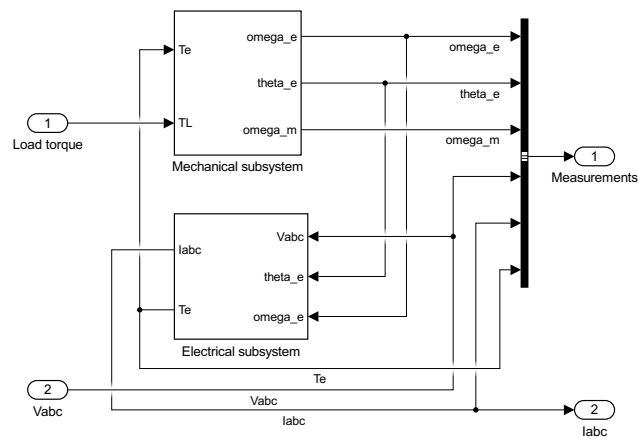 omega_e
omega_e
Te
theta_e
theta_e
1
TL
omega_m
Load torque
omega_m
Mechanical subsystem
1
Measurements
Vabc
Iabc
theta_e
Te
omega_e
Electrical subsystem
Te
2
Vabc
Vabc
2
Iabc
Iabc